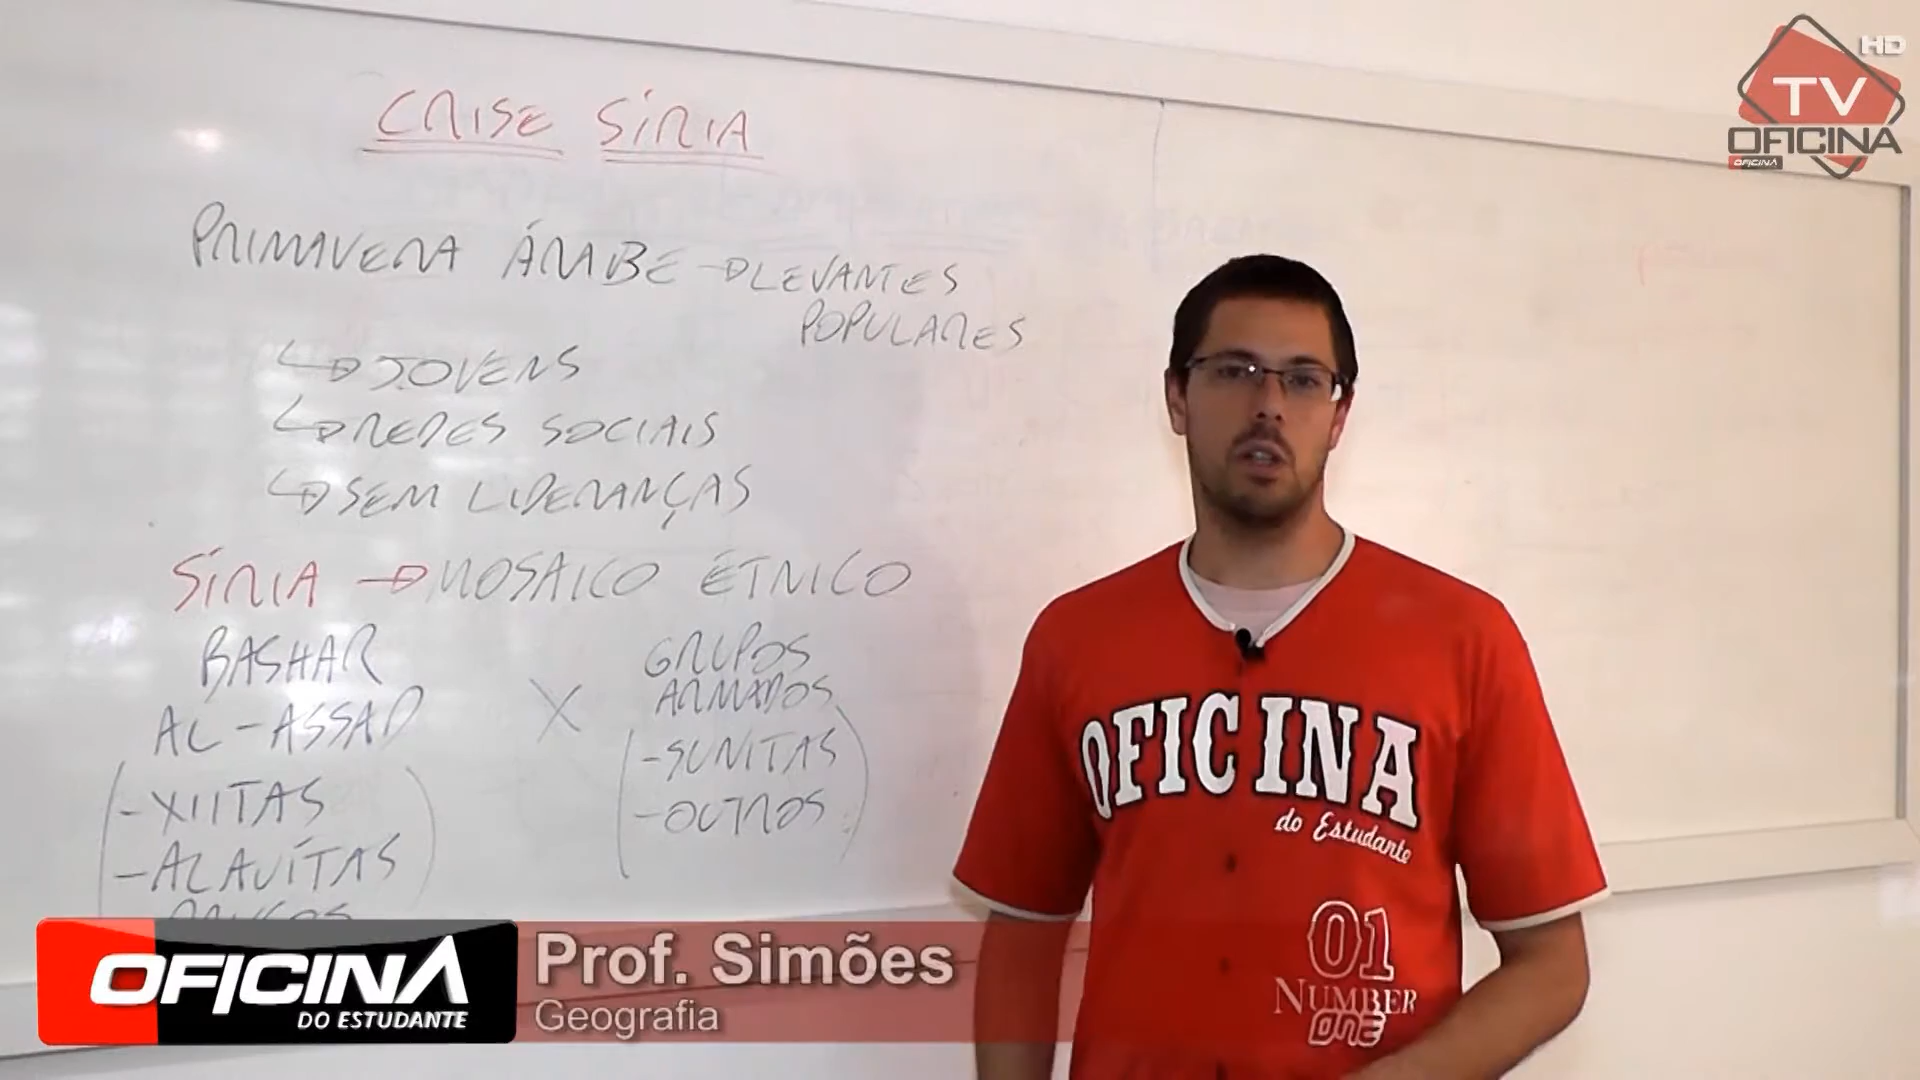 CRISE SÍRIA
PRIMAVERA ÁRABE → LEVANTES
POPULARES
↳ JOVENS
↳ REDES SOCIAIS
↳ SEM LIDERANÇAS
SÍRIA → MOSAICO ÉTNICO
BASHAR
AL-ASSAD
X
GRUPOS
ARMADOS
-XIITAS
-ALAUÍTAS
-SUNITAS
-OUTROS
HD
TV
OFICINA
OFICINA
OFICINA
do Estudante
01
NUMBER
ONE
OFICINA
DO ESTUDANTE
Prof. Simões
Geografia